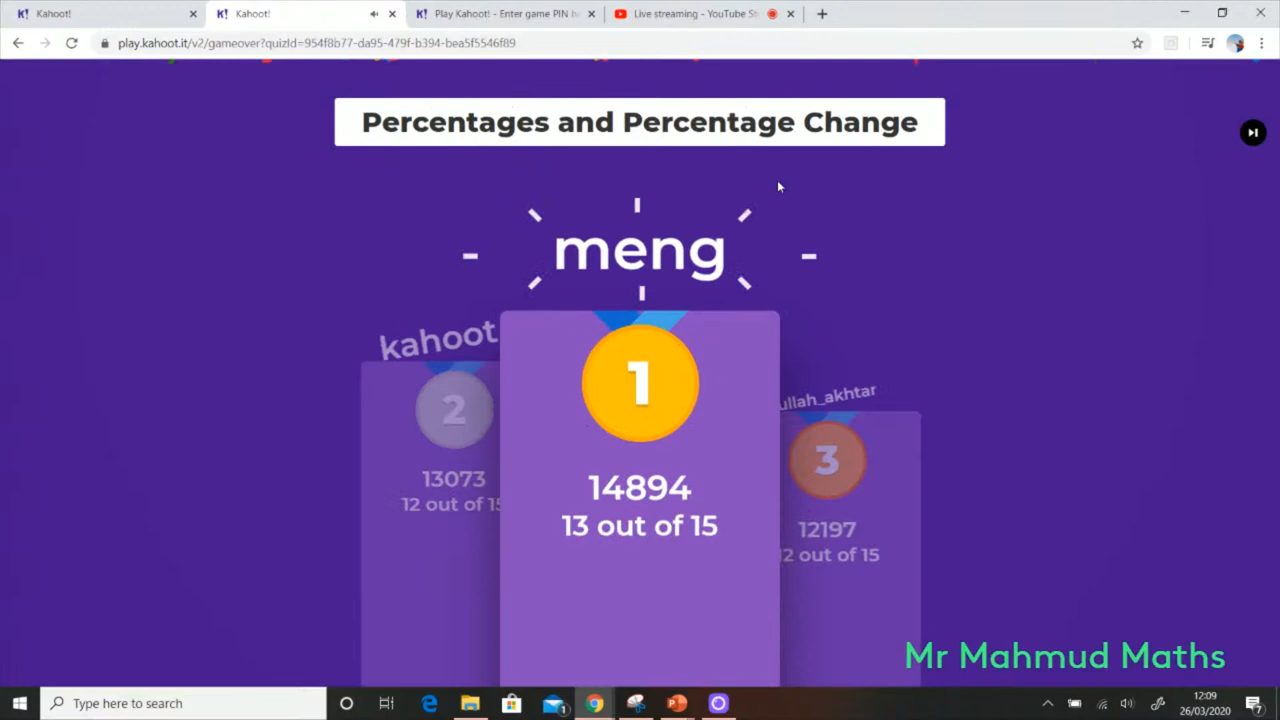 Kahoot!
Kahoot!
Play Kahoot! - Enter game PIN h
Live streaming - YouTube S
play.kahoot.it/v2/gameover?quizId=954f8b77-da95-479f-b394-bea5f5546f89
Percentages and Percentage Change
meng
kahoot
ullah_akhtar
1
2
3
14894
13 out of 15
13073
12 out of 15
12197
12 out of 15
Mr Mahmud Maths
Type here to search
1
12:09
26/03/2020
7